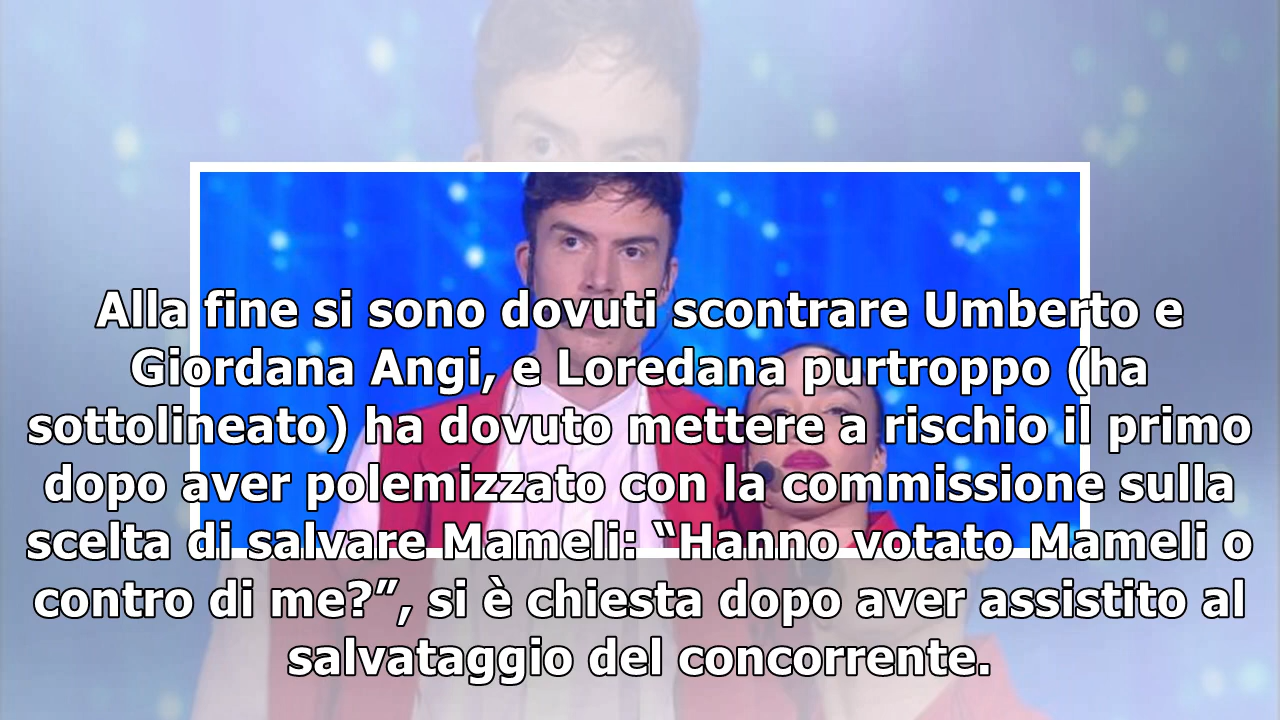 Alla fine si sono dovuti scontrare Umberto e
Giordana Angi, e Loredana purtroppo (ha
sottolineato) ha dovuto mettere a rischio il primo
dopo aver polemizzato con la commissione sulla
scelta di salvare Mameli: “Hanno votato Mameli o
contro di me?”, si è chiesta dopo aver assistito al
salvataggio del concorrente.